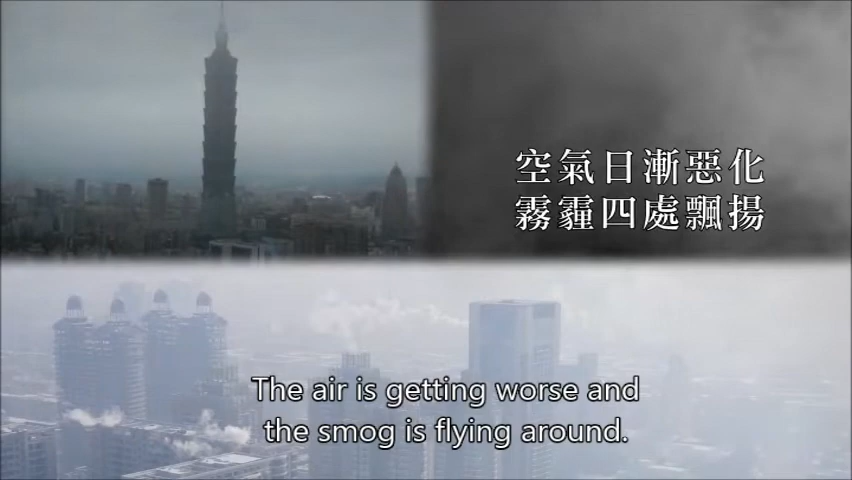 空氣日漸惡化
霧霾四處飄揚
The air is getting worse and
the smog is flying around.